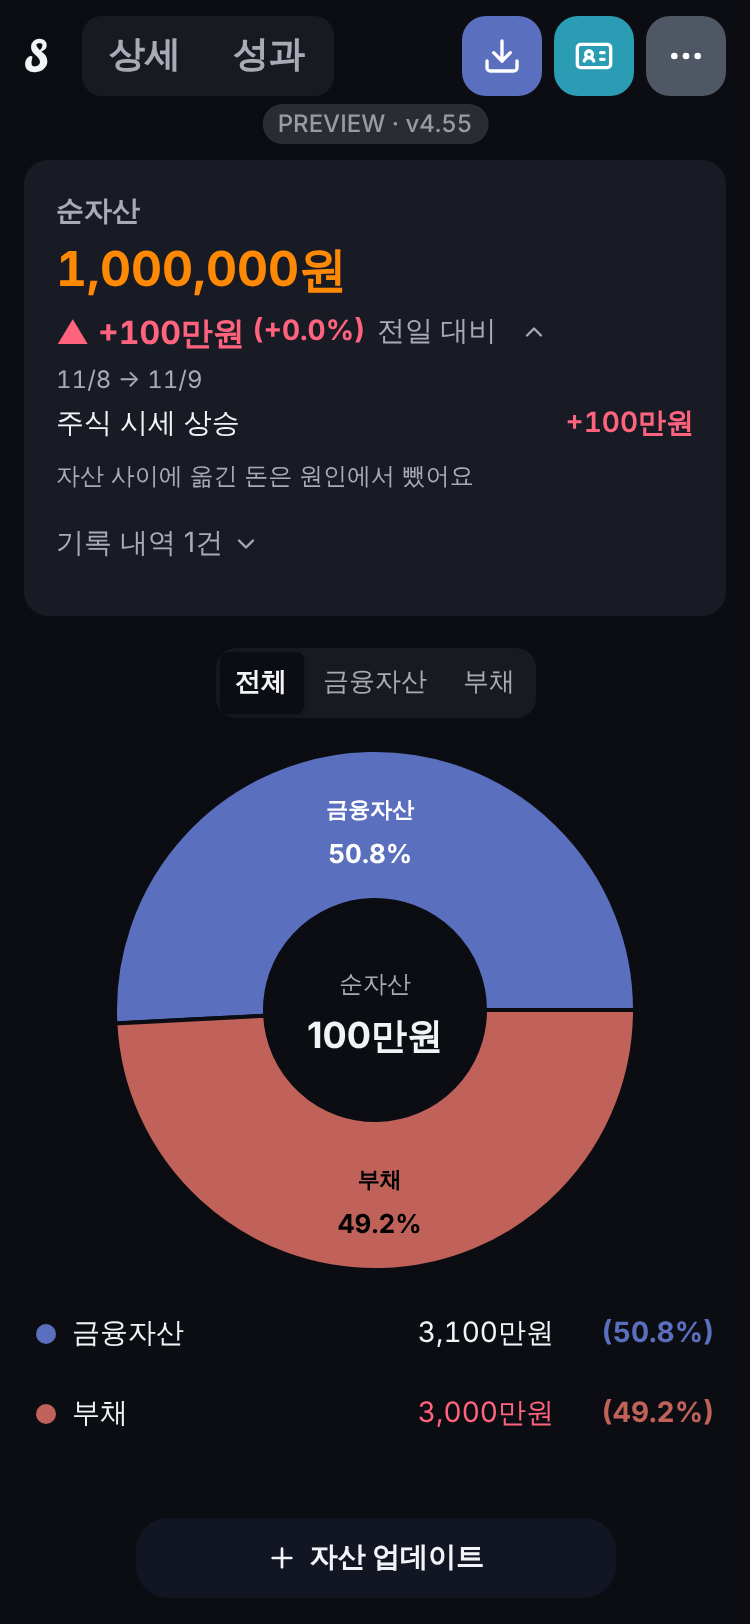 상세 성과
PREVIEW · v4.55
순자산
1,000,000원
▲ +100만원 (+0.0%) 전일 대비
11/8 → 11/9
주식 시세 상승 +100만원
자산 사이에 옮긴 돈은 원인에서 뺐어요
기록 내역 1건
전체 금융자산 부채
금융자산
50.8%
순자산
100만원
부채
49.2%
금융자산 3,100만원 (50.8%)
부채 3,000만원 (49.2%)
+ 자산 업데이트